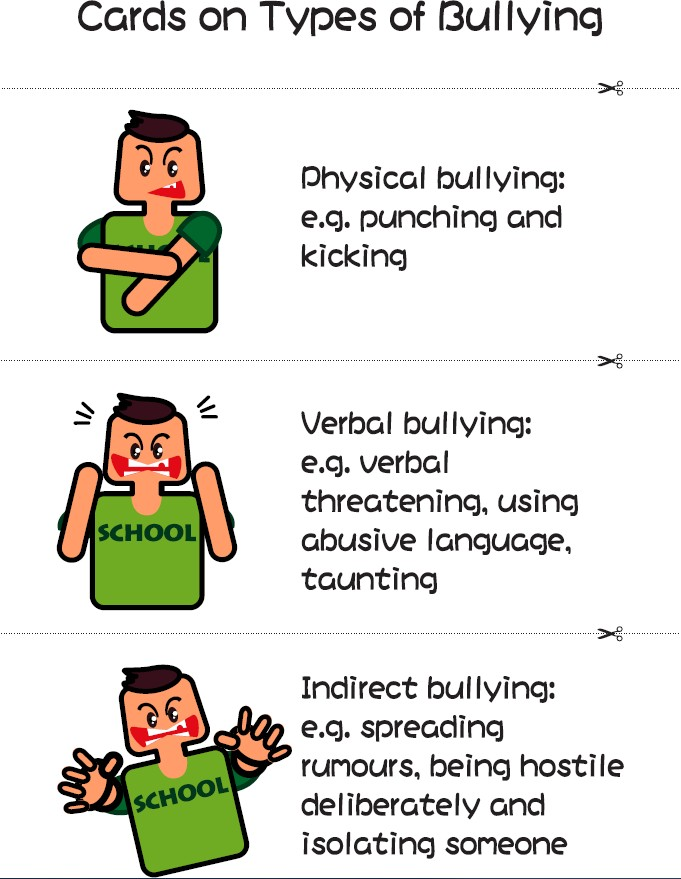 Cards on Types of Bullying
SCHOOL
Physical bullying:
e.g. punching and
kicking
SCHOOL
Verbal bullying:
e.g. verbal
threatening, using
abusive language,
taunting
SCHOOL
Indirect bullying:
e.g. spreading
rumours, being hostile
deliberately and
isolating someone